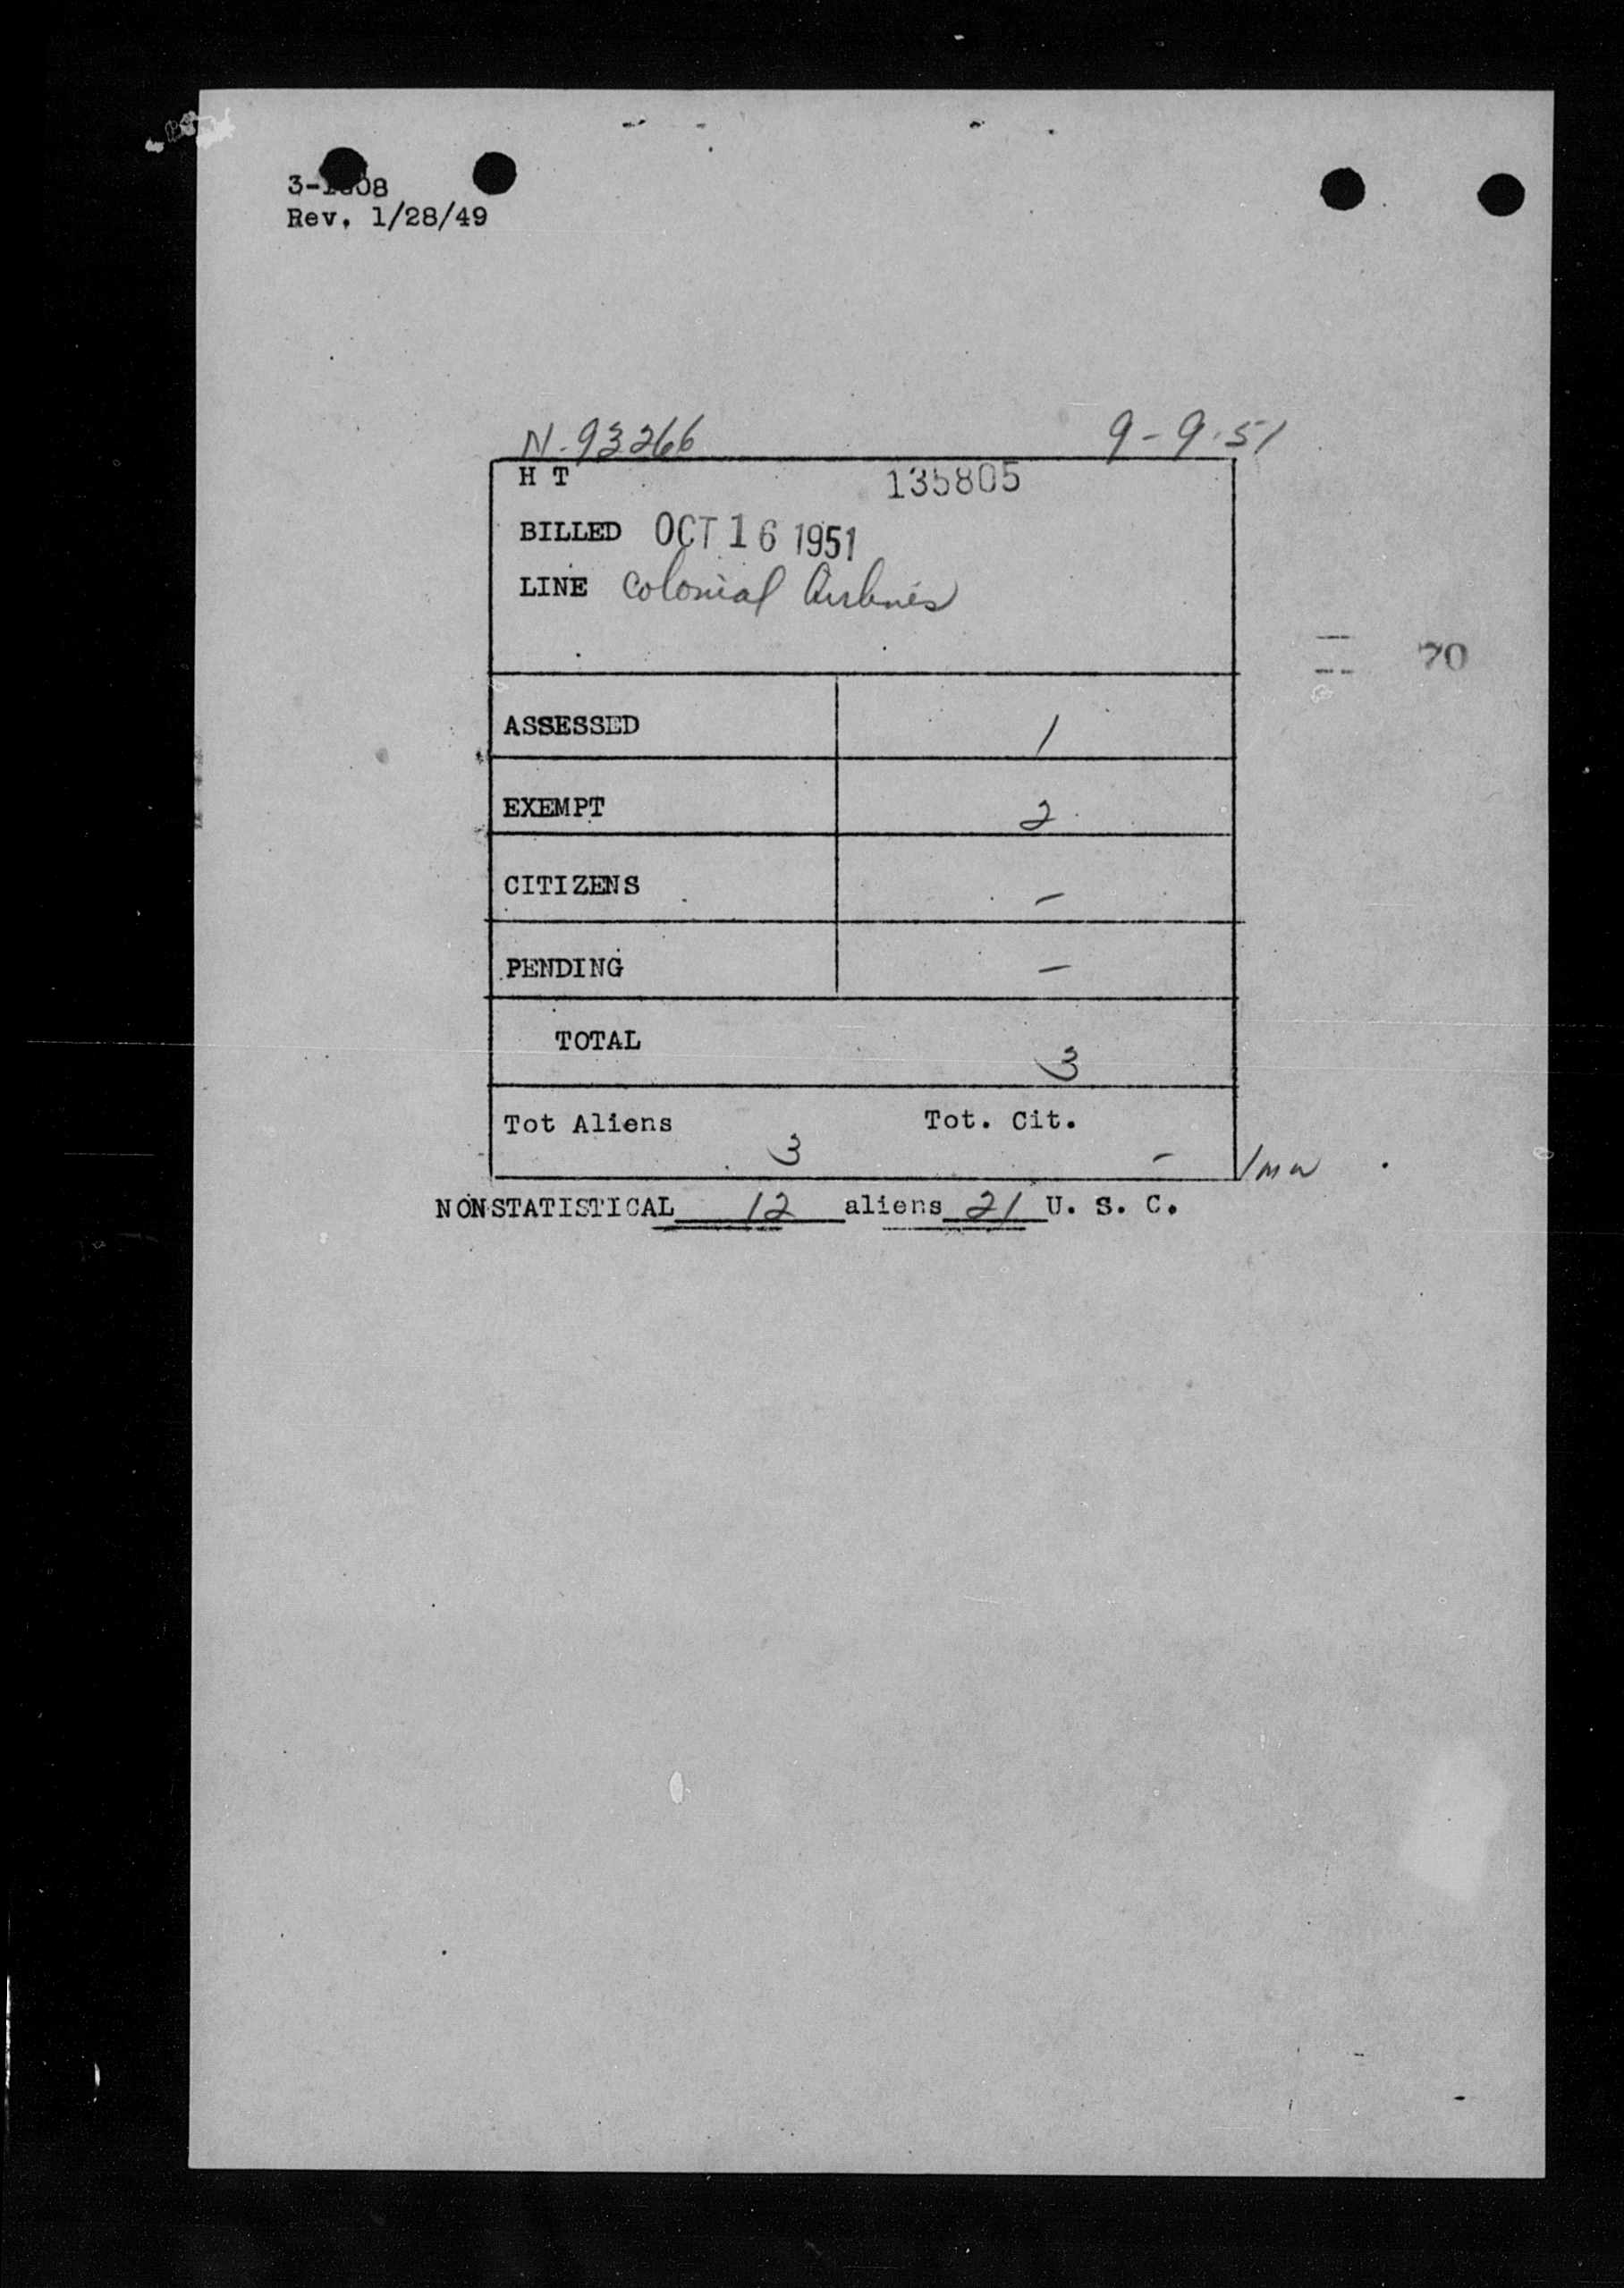 Rev. 1/28/49
N-93266 9-9-51
H T 135805
BILLED OCT 16 1951
LINE Colonial Airlines
70
ASSESSED 1
EXEMPT 2
CITIZENS –
PENDING –
TOTAL 3
Tot Aliens 3 Tot. Cit. –
NONSTATISTICAL 12 aliens 21 U. S. C.